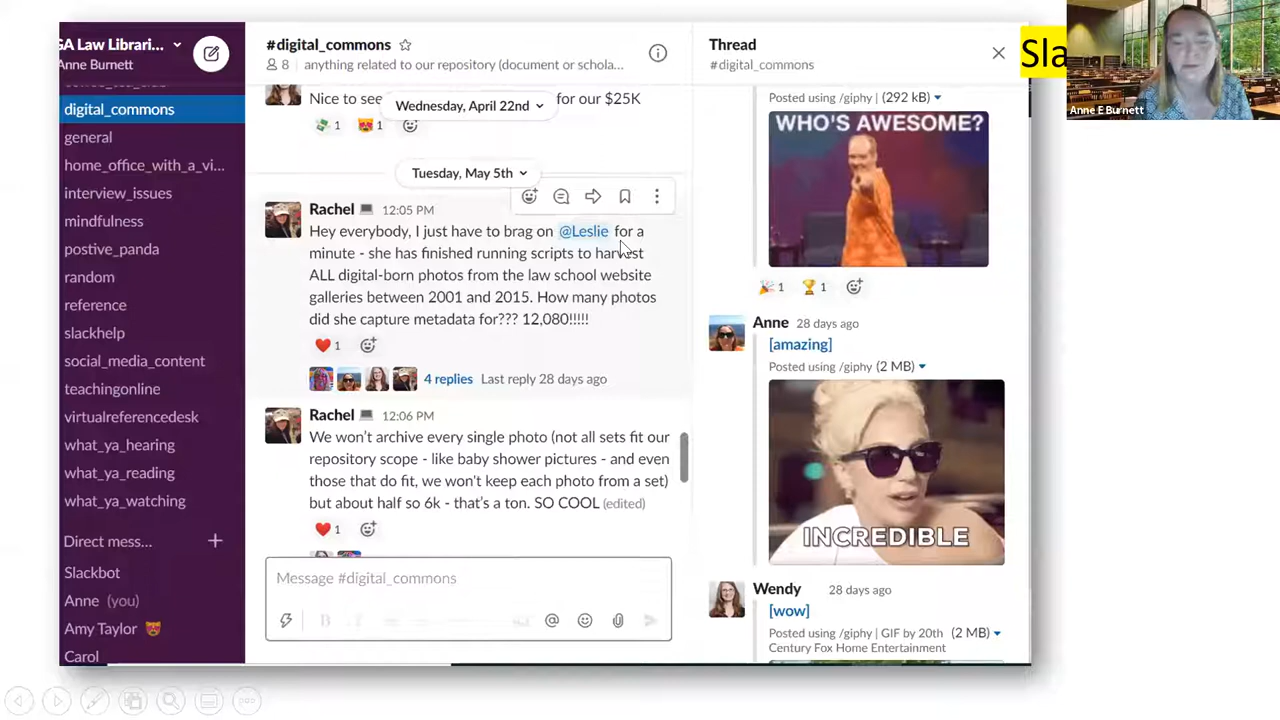 GA Law Librari...
Anne Burnett
digital_commons
general
home_office_with_a_vi...
interview_issues
mindfulness
postive_panda
random
reference
slackhelp
social_media_content
teachingonline
virtualreferencedesk
what_ya_hearing
what_ya_reading
what_ya_watching
Direct mess...
Slackbot
Anne (you)
Amy Taylor
Carol
#digital_commons
8 | anything related to our repository (document or schola...
Nice to see
for our $25K
Wednesday, April 22nd
1 1
Tuesday, May 5th
Rachel 12:05 PM
Hey everybody, I just have to brag on @Leslie for a
minute - she has finished running scripts to harvest
ALL digital-born photos from the law school website
galleries between 2001 and 2015. How many photos
did she capture metadata for??? 12,080!!!!!
1
4 replies Last reply 28 days ago
Rachel 12:06 PM
We won't archive every single photo (not all sets fit our
repository scope - like baby shower pictures - and even
those that do fit, we won't keep each photo from a set)
but about half so 6k - that's a ton. SO COOL (edited)
1
Message #digital_commons
Thread
#digital_commons
Posted using /giphy | (292 kB)
WHO'S AWESOME?
1 1
Anne 28 days ago
[amazing]
Posted using /giphy (2 MB)
INCREDIBLE
Wendy 28 days ago
[wow]
Posted using /giphy | GIF by 20th (2 MB)
Century Fox Home Entertainment
Sla
Anne E Burnett